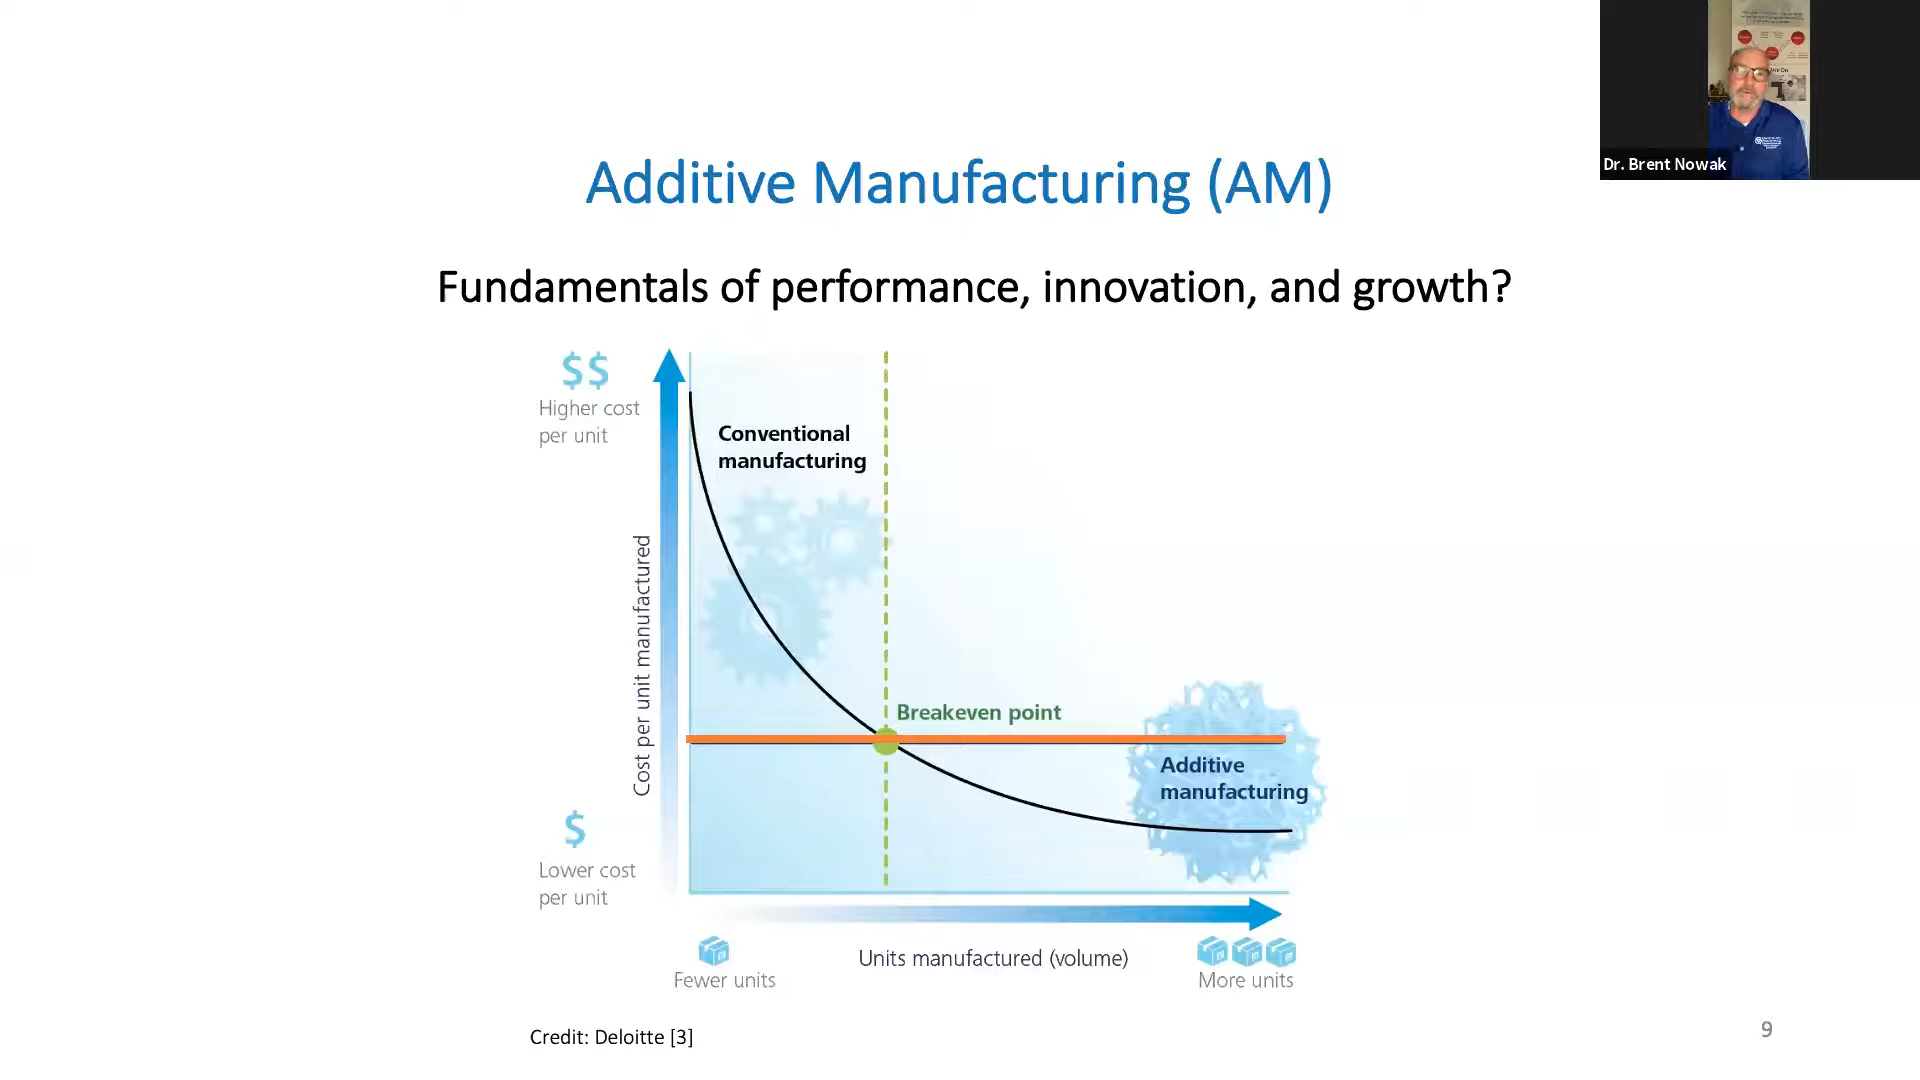 Dr. Brent Nowak
Additive Manufacturing (AM)
Fundamentals of performance, innovation, and growth?
$$
Higher cost
per unit
Conventional
manufacturing
Cost per unit manufactured
Breakeven point
Additive
manufacturing
$
Lower cost
per unit
Units manufactured (volume)
Fewer units
More units
Credit: Deloitte [3]
9